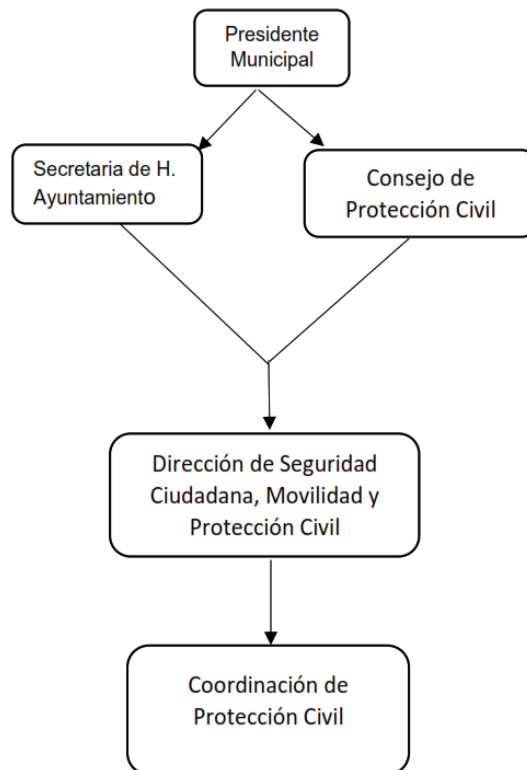 Presidente
Municipal
Secretaria de H.
Ayuntamiento
Consejo de
Protección Civil
Dirección de Seguridad
Ciudadana, Movilidad y
Protección Civil
Coordinación de
Protección Civil